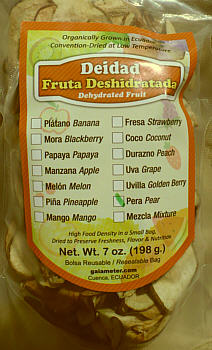 Organically Grown in Ecuador
Convention-Dried at Low Temperature
Deidad
Fruta Deshidratada
Dehydrated Fruit
Plátano Banana
Mora Blackberry
Papaya Papaya
Manzana Apple
Melón Melon
Piña Pineapple
Mango Mango
Fresa Strawberry
Coco Coconut
Durazno Peach
Uva Grape
Uvilla Golden Berry
Pera Pear
Mezcla Mixture
High Food Density in a Small Bag,
Dried to Preserve Freshness, Flavor & Nutrition
Net. Wt. 7 oz. (198 g.)
Bolsa Reusable / Resealable Bag
gaiameter.com
Cuenca, ECUADOR